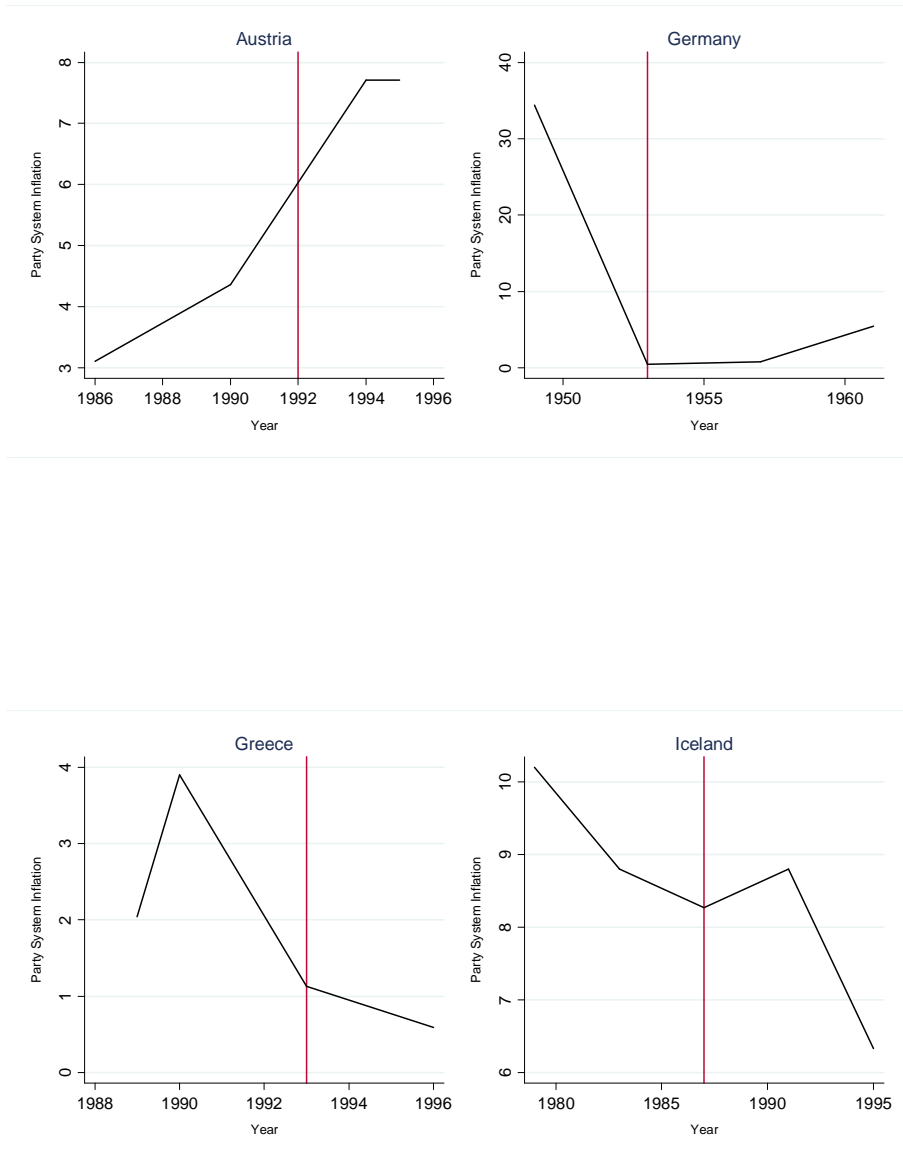 Austria
8
7
6
5
4
3
Party System Inflation
1986 1988 1990 1992 1994 1996
Year
Germany
40
30
20
10
0
Party System Inflation
1950 1955 1960
Year
Greece
4
3
2
1
0
Party System Inflation
1988 1990 1992 1994 1996
Year
Iceland
10
9
8
7
6
Party System Inflation
1980 1985 1990 1995
Year